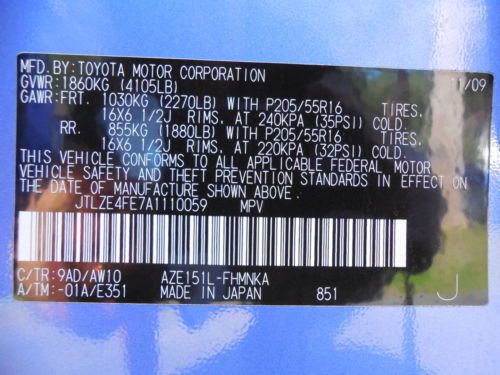 MFD. BY: TOYOTA MOTOR CORPORATION 11/09
GVWR: 1860KG (4105LB)
GAWR: FRT. 1030KG (2270LB) WITH P205/55R16 TIRES,
16X6 1/2J RIMS, AT 240KPA (35PSI) COLD.
RR. 855KG (1880LB) WITH P205/55R16 TIRES,
16X6 1/2J RIMS, AT 220KPA (32PSI) COLD.
THIS VEHICLE CONFORMS TO ALL APPLICABLE FEDERAL MOTOR
VEHICLE SAFETY AND THEFT PREVENTION STANDARDS IN EFFECT
ON THE DATE OF MANUFACTURE SHOWN ABOVE.
JTLZE4FE7A1110059 MPV
C/TR: 9AD/AW10 AZE151L-FHMNKA
A/TM: -01A/E351 MADE IN JAPAN 851 J